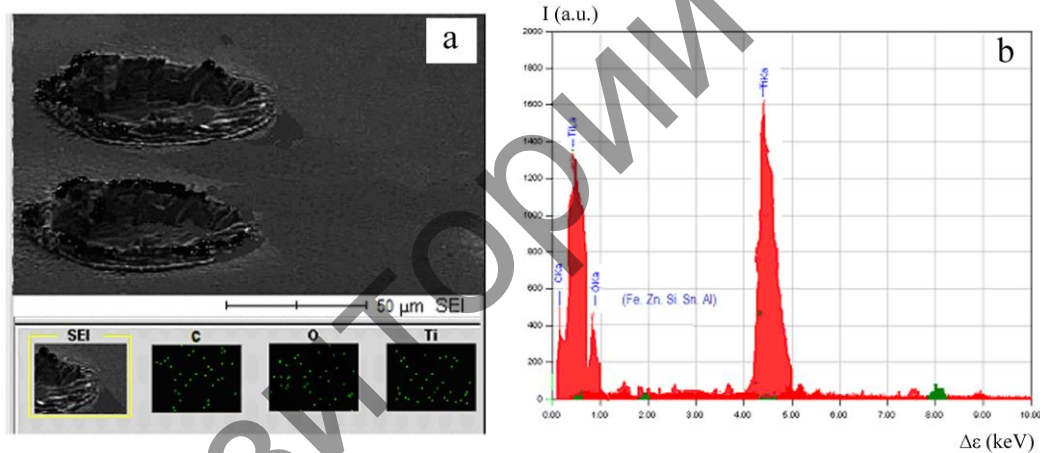 a
50 µm SEI
SEI
C
O
Ti
I (a.u.)
b
2000
1800
1600
1400
1200
1000
800
600
400
200
0
CKa
TiLa
OKa
TiKa
(Fe. Zn. Si. Sn. Al)
0.00 1.00 2.00 3.00 4.00 5.00 6.00 7.00 8.00 9.00 10.00
Δε (keV)